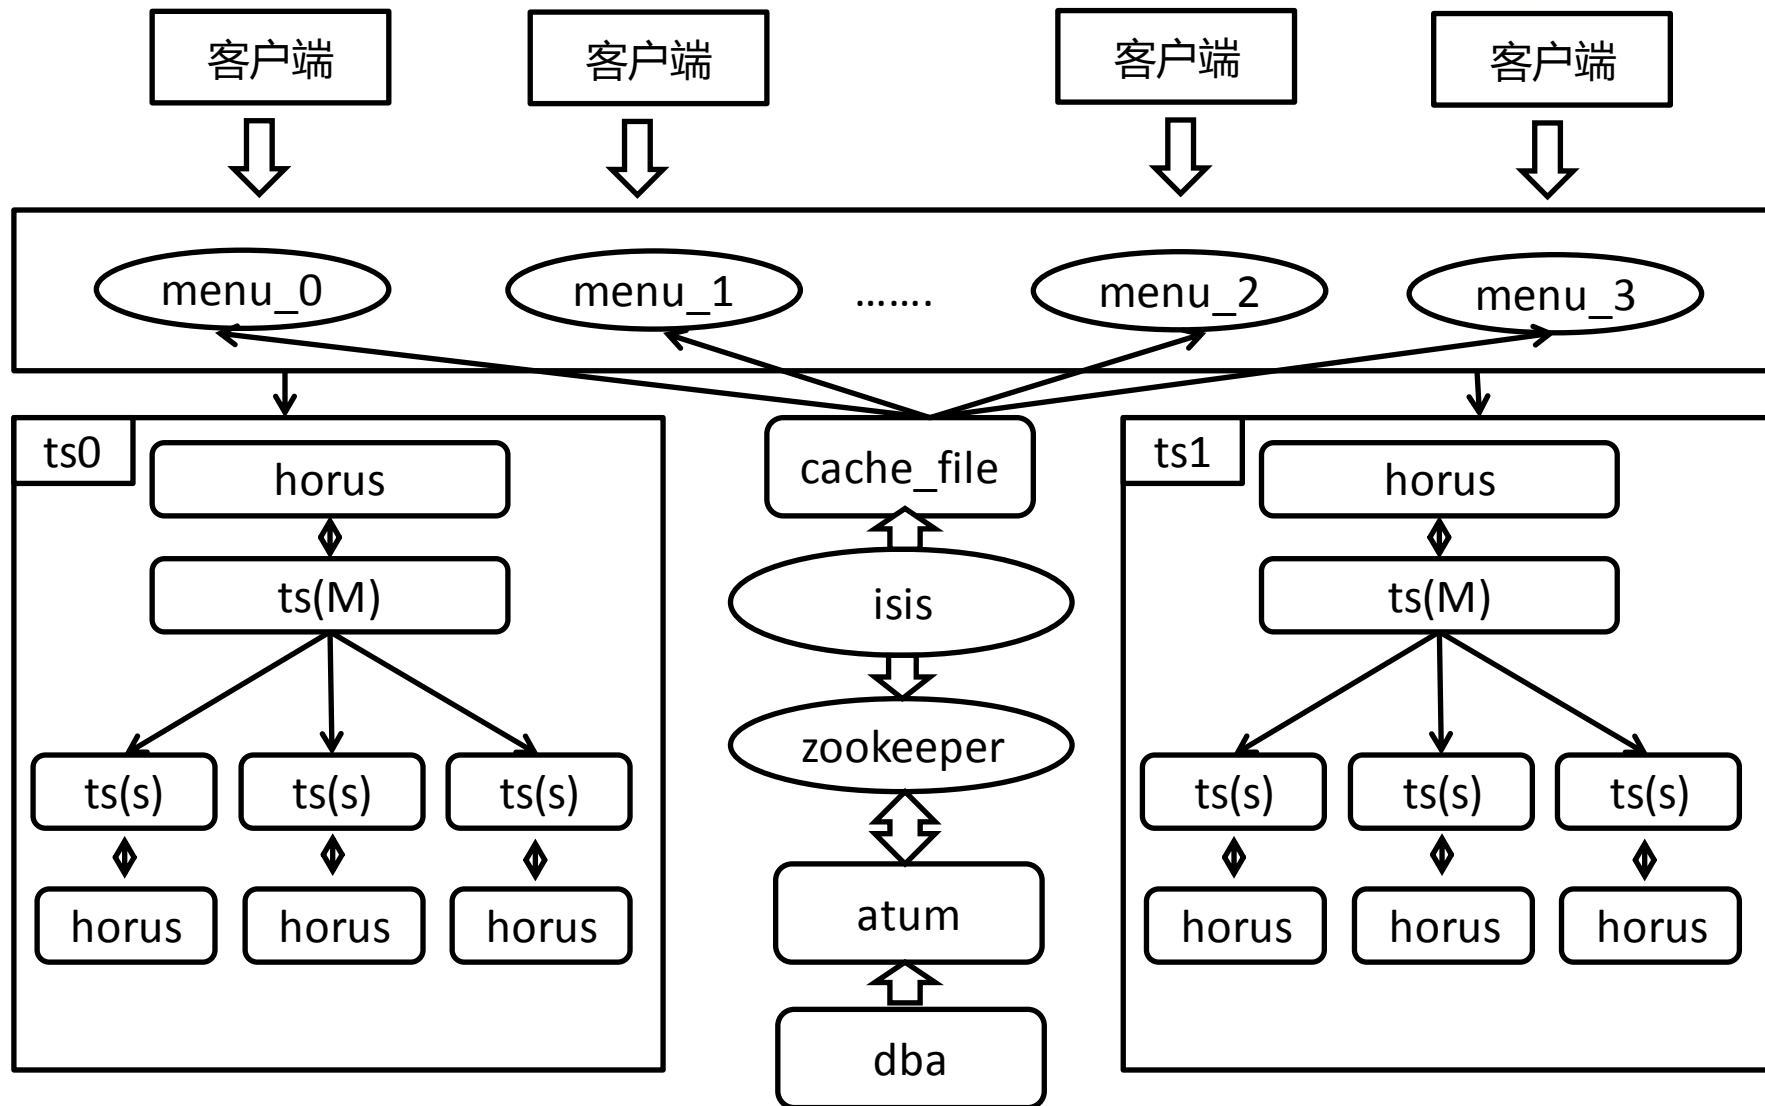 客户端
客户端
客户端
客户端
menu_0
menu_1
.......
menu_2
menu_3
ts0
horus
ts(M)
ts(s)
ts(s)
ts(s)
horus
horus
horus
cache_file
isis
zookeeper
atum
dba
ts1
horus
ts(M)
ts(s)
ts(s)
ts(s)
horus
horus
horus